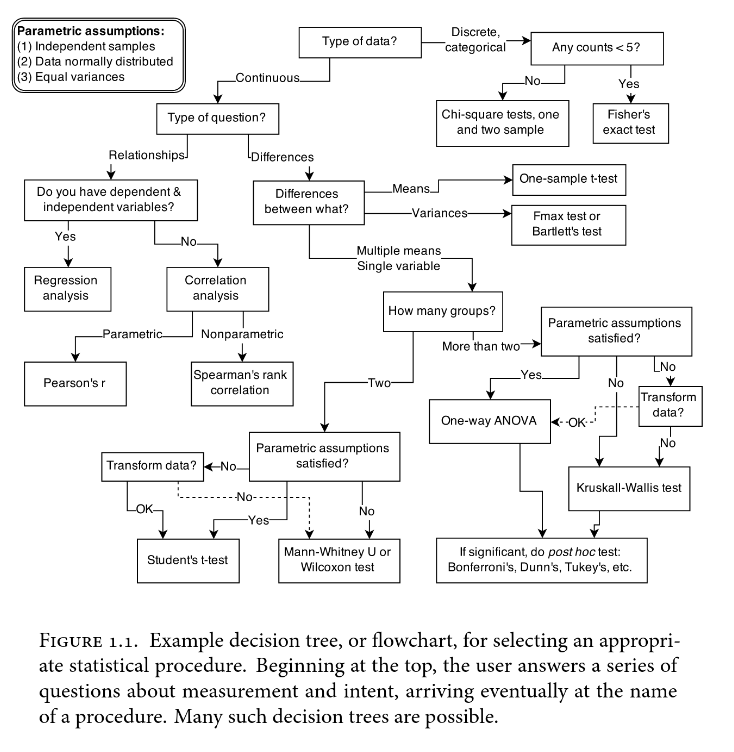 Parametric assumptions:
(1) Independent samples
(2) Data normally distributed
(3) Equal variances
Type of data?
Discrete,
categorical
Any counts < 5?
Continuous
No
Yes
Type of question?
Chi-square tests, one
and two sample
Fisher's
exact test
Relationships
Differences
Do you have dependent &
independent variables?
Differences
between what?
Means
One-sample t-test
Variances
Fmax test or
Bartlett's test
Yes
No
Multiple means
Single variable
Regression
analysis
Correlation
analysis
How many groups?
Parametric assumptions
satisfied?
Parametric
Nonparametric
More than two
Pearson's r
Spearman's rank
correlation
Two
Yes
No
No
Transform
data?
One-way ANOVA
OK
No
Parametric assumptions
satisfied?
Transform data?
No
Kruskall-Wallis test
No
OK
Yes
No
Student's t-test
Mann-Whitney U or
Wilcoxon test
If significant, do post hoc test:
Bonferroni's, Dunn's, Tukey's, etc.
Figure 1.1. Example decision tree, or flowchart, for selecting an appropri-
ate statistical procedure. Beginning at the top, the user answers a series of
questions about measurement and intent, arriving eventually at the name
of a procedure. Many such decision trees are possible.